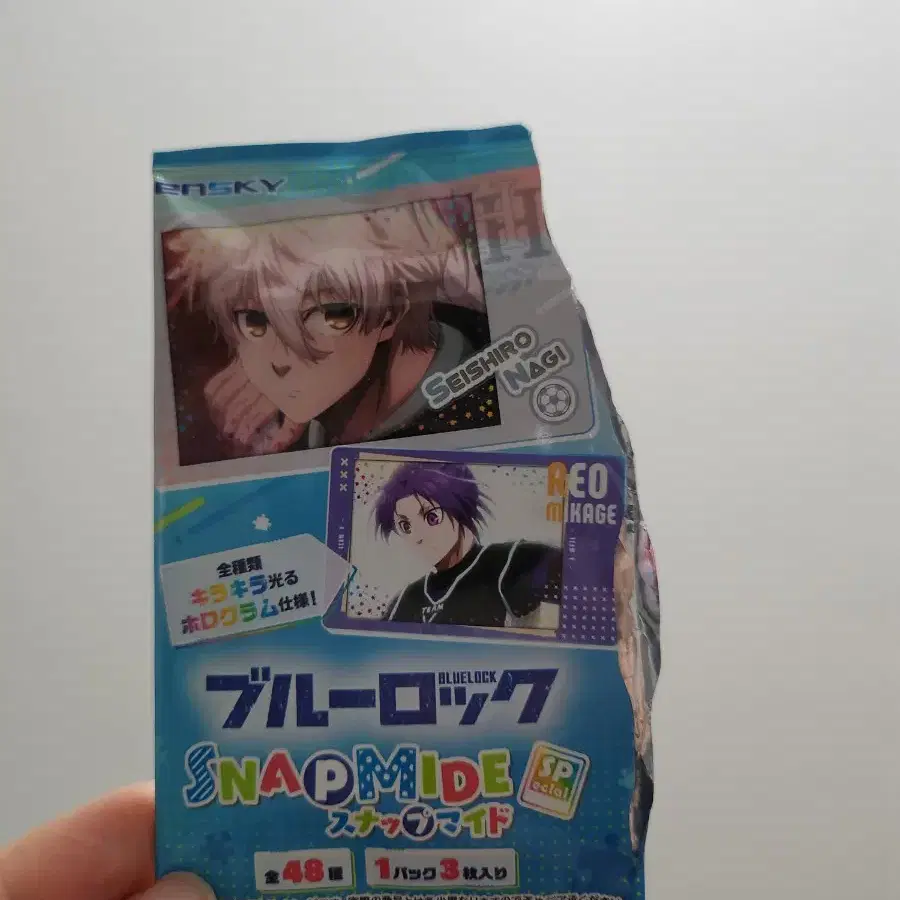 ENSKY
SEISHIRO
NAGI
REO
MIKAGE
TEAM
全種類
キラキラ光る
ホログラム仕様!
BLUELOCK
ブルーロック
SNAPMIDE
SPecial
スナップマイド
全48種
1パック3枚入り